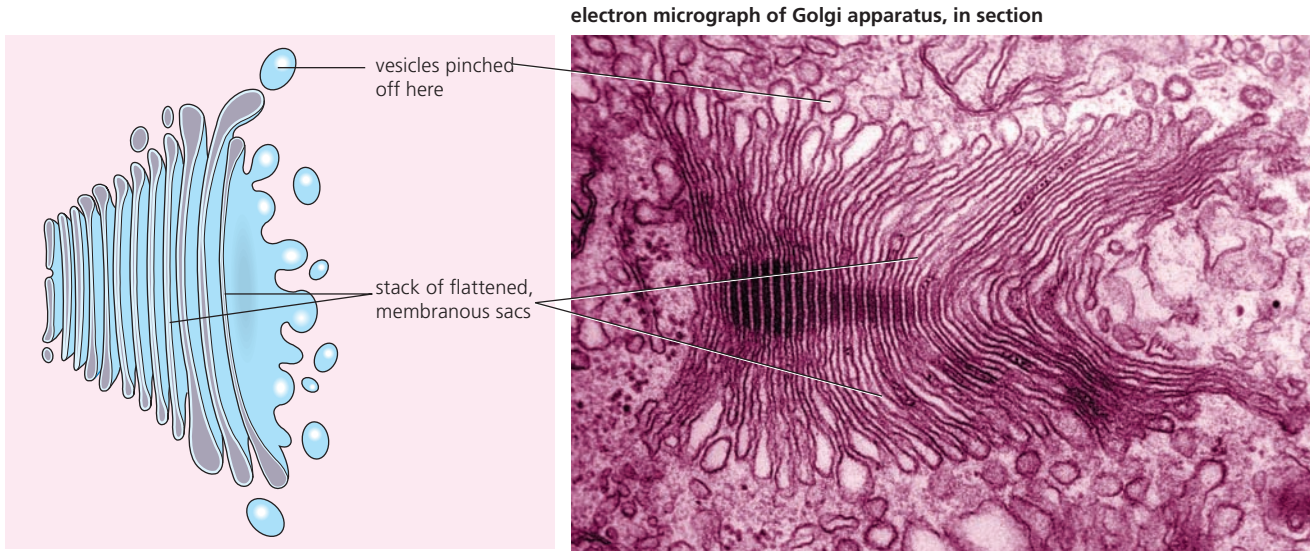 electron micrograph of Golgi apparatus, in section
vesicles pinched
off here
stack of flattened,
membranous sacs